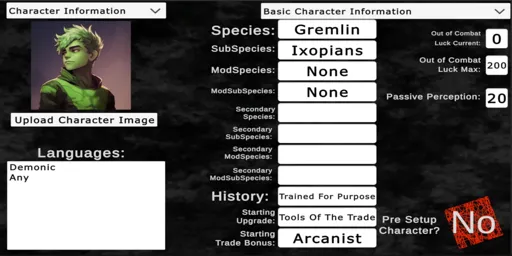 Character Information
Basic Character Information
Upload Character Image
Languages:
Demonic
Any
Species:
Gremlin
SubSpecies:
Ixopians
ModSpecies:
None
ModSubSpecies:
None
Secondary
Species:
Secondary
SubSpecies:
Secondary
ModSpecies:
Secondary
ModSubSpecies:
History:
Trained For Purpose
Starting
Upgrade:
Tools Of The Trade
Starting
Trade Bonus:
Arcanist
Out of Combat
Luck Current:
0
Out of Combat
Luck Max:
200
Passive Perception:
20
Pre Setup
Character?
No